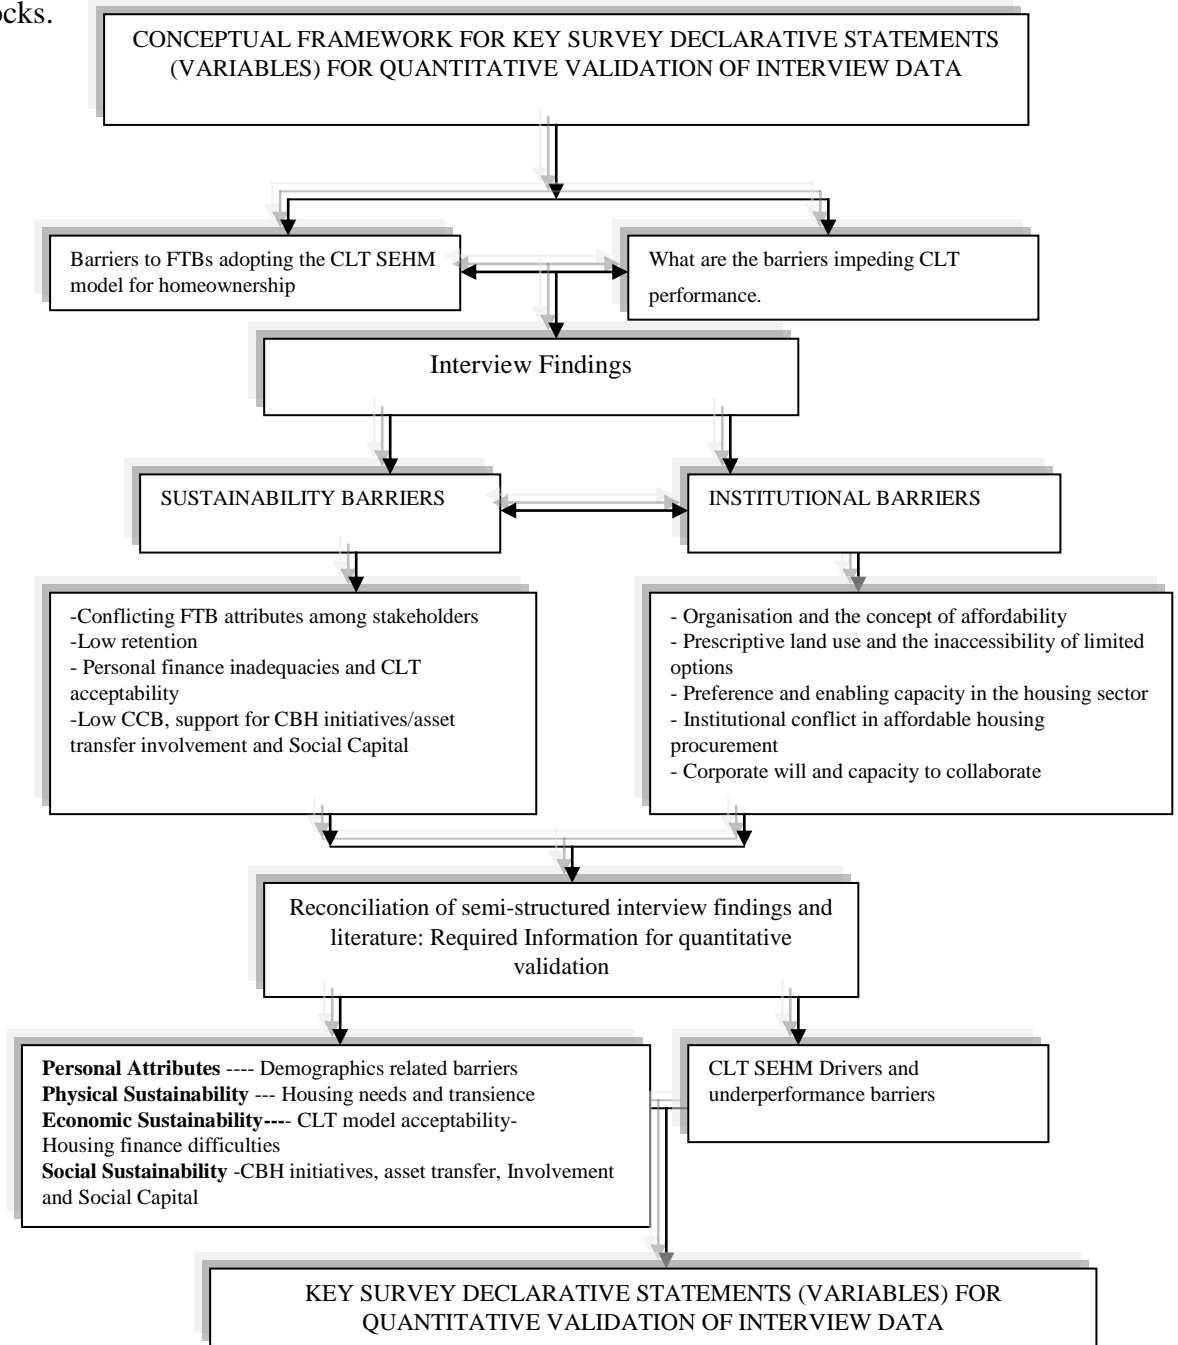 ocks.
CONCEPTUAL FRAMEWORK FOR KEY SURVEY DECLARATIVE STATEMENTS
(VARIABLES) FOR QUANTITATIVE VALIDATION OF INTERVIEW DATA
Barriers to FTBs adopting the CLT SEHM
model for homeownership
What are the barriers impeding CLT
performance.
Interview Findings
SUSTAINABILITY BARRIERS
INSTITUTIONAL BARRIERS
-Conflicting FTB attributes among stakeholders
-Low retention
- Personal finance inadequacies and CLT
acceptability
-Low CCB, support for CBH initiatives/asset
transfer involvement and Social Capital
- Organisation and the concept of affordability
- Prescriptive land use and the inaccessibility of limited
options
- Preference and enabling capacity in the housing sector
- Institutional conflict in affordable housing
procurement
- Corporate will and capacity to collaborate
Reconciliation of semi-structured interview findings and
literature: Required Information for quantitative
validation
Personal Attributes ---- Demographics related barriers
Physical Sustainability --- Housing needs and transience
Economic Sustainability---- CLT model acceptability-
Housing finance difficulties
Social Sustainability -CBH initiatives, asset transfer, Involvement
and Social Capital
CLT SEHM Drivers and
underperformance barriers
KEY SURVEY DECLARATIVE STATEMENTS (VARIABLES) FOR
QUANTITATIVE VALIDATION OF INTERVIEW DATA